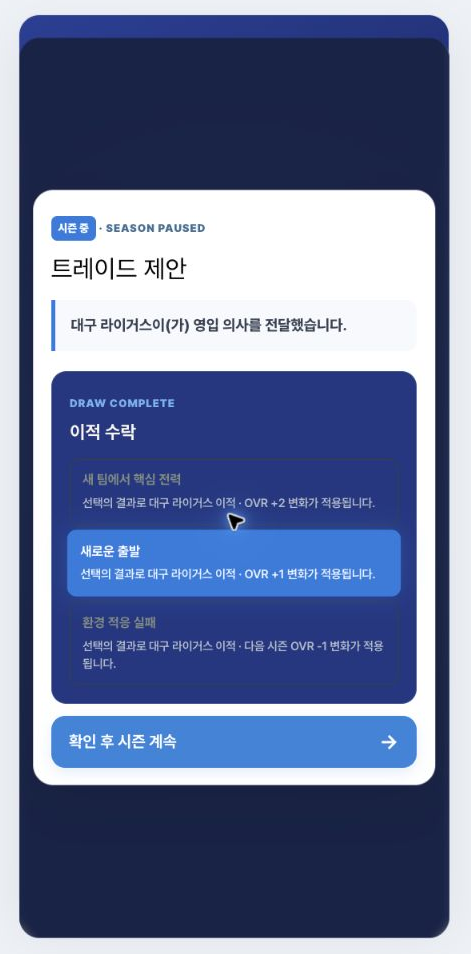 시즌 중 · SEASON PAUSED
트레이드 제안
대구 라이거스이(가) 영입 의사를 전달했습니다.
DRAW COMPLETE
이적 수락
새 팀에서 핵심 전력
선택의 결과로 대구 라이거스 이적 · OVR +2 변화가 적용됩니다.
새로운 출발
선택의 결과로 대구 라이거스 이적 · OVR +1 변화가 적용됩니다.
환경 적응 실패
선택의 결과로 대구 라이거스 이적 · 다음 시즌 OVR -1 변화가 적용
됩니다.
확인 후 시즌 계속